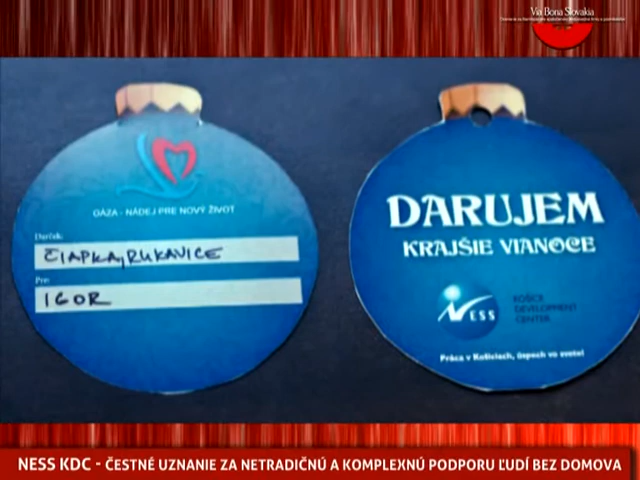 Via Bona Slovakia
GÁZA - NÁDEJ PRE NOVÝ ŽIVOT
Darček:
ČIAPKA, RUKAVICE
Pre:
IGOR
DARUJEM
KRAJŠIE VIANOCE
NESS
KOŠICE
DEVELOPMENT
CENTER
Práca v Košiciach, úspech vo svete!
NESS KDC - ČESTNÉ UZNANIE ZA NETRADIČNÚ A KOMPLEXNÚ PODPORU ĽUDÍ BEZ DOMOVA